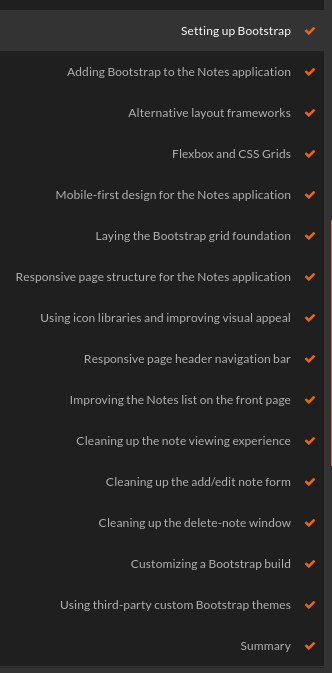 Setting up Bootstrap
Adding Bootstrap to the Notes application
Alternative layout frameworks
Flexbox and CSS Grids
Mobile-first design for the Notes application
Laying the Bootstrap grid foundation
Responsive page structure for the Notes application
Using icon libraries and improving visual appeal
Responsive page header navigation bar
Improving the Notes list on the front page
Cleaning up the note viewing experience
Cleaning up the add/edit note form
Cleaning up the delete-note window
Customizing a Bootstrap build
Using third-party custom Bootstrap themes
Summary